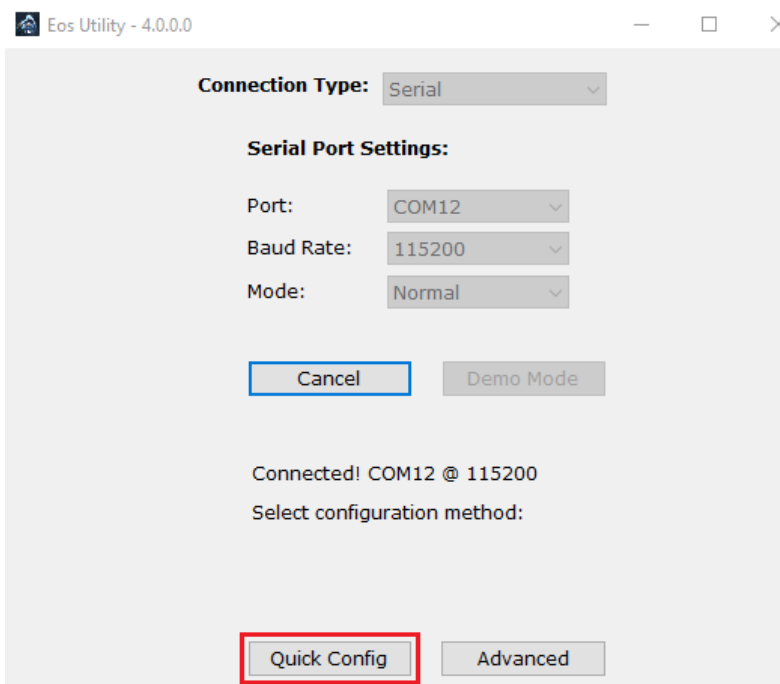 Eos Utility - 4.0.0.0
Connection Type: Serial
Serial Port Settings:
Port: COM12
Baud Rate: 115200
Mode: Normal
Cancel Demo Mode
Connected! COM12 @ 115200
Select configuration method:
Quick Config Advanced